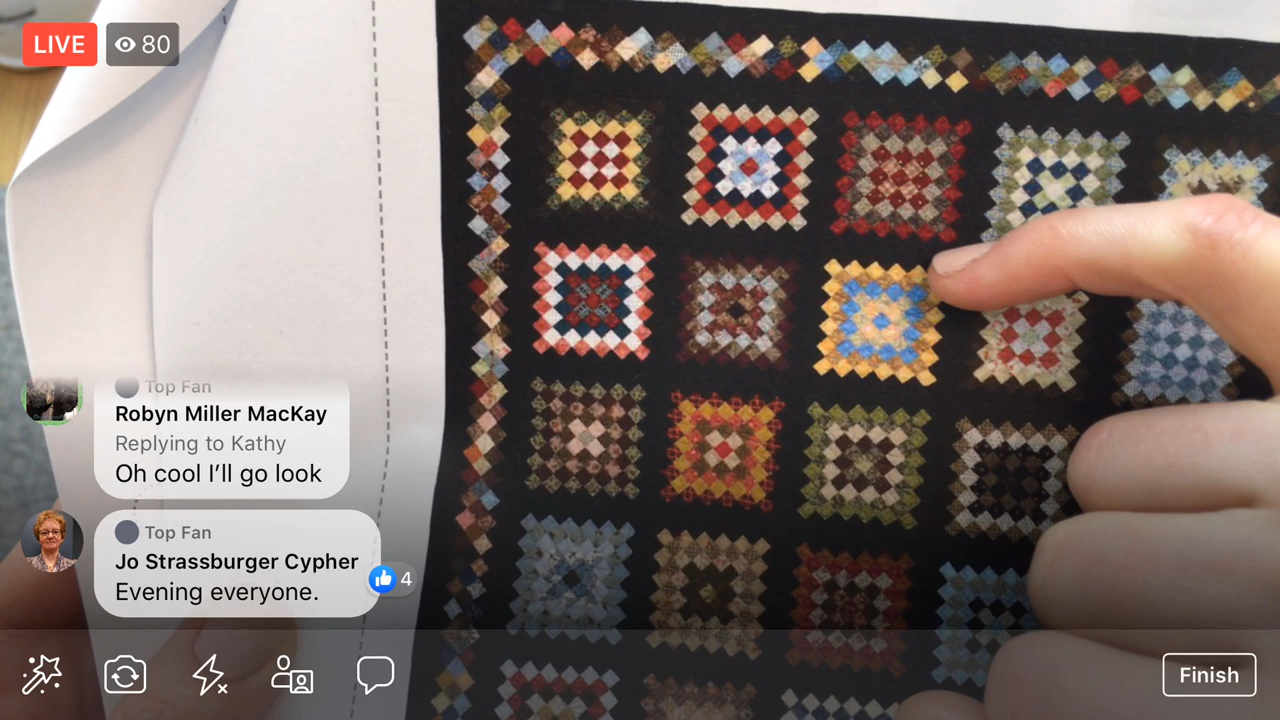 LIVE
80
Top Fan
Robyn Miller MacKay
Replying to Kathy
Oh cool I’ll go look
Top Fan
Jo Strassburger Cypher
Evening everyone.
4
Finish